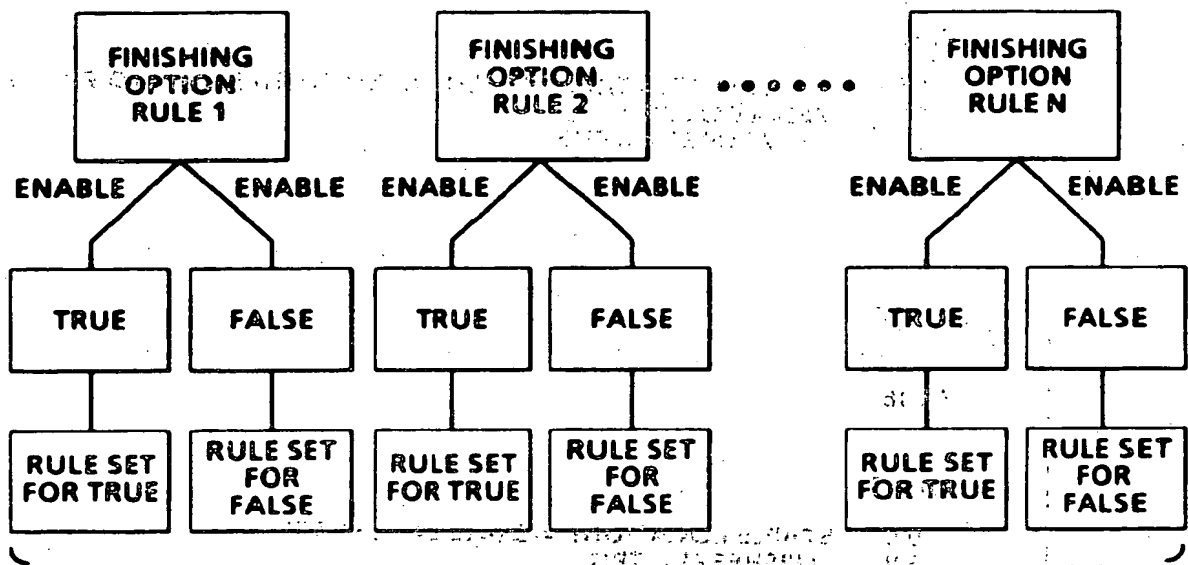 FINISHING
OPTION
RULE 1
FINISHING
OPTION
RULE 2
FINISHING
OPTION
RULE N
ENABLE
ENABLE
ENABLE
ENABLE
ENABLE
ENABLE
TRUE
FALSE
TRUE
FALSE
TRUE
FALSE
RULE SET
FOR TRUE
RULE SET
FOR
FALSE
RULE SET
FOR TRUE
RULE SET
FOR
FALSE
RULE SET
FOR TRUE
RULE SET
FOR
FALSE